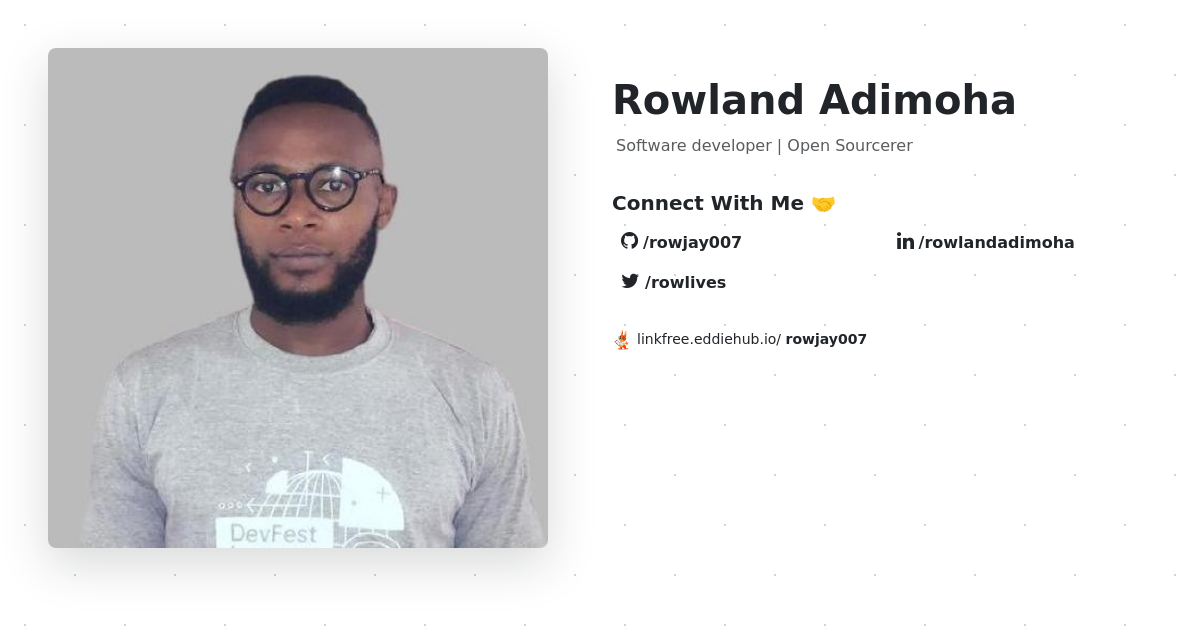 Rowland Adimoha
Software developer | Open Sourcerer
Connect With Me 🤝
/rowjay007
/rowlandadimoha
/rowlives
linkfree.eddiehub.io/ rowjay007
DevFest